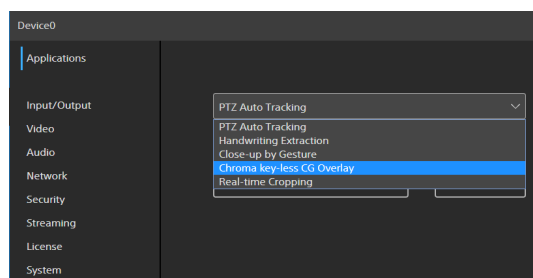 Device0
Applications
Input/Output
PTZ Auto Tracking
PTZ Auto Tracking
Video
Handwriting Extraction
Audio
Close-up by Gesture
Chroma key-less CG Overlay
Network
Real-time Cropping
Security
Streaming
License
System